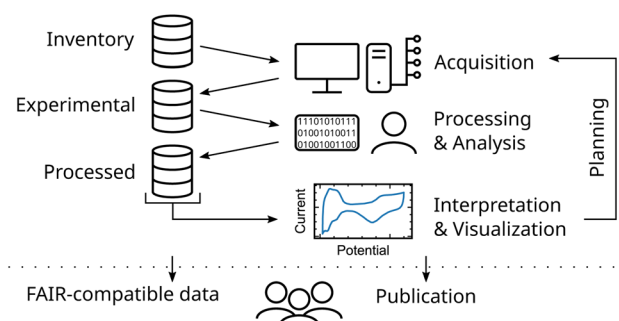 Inventory
Acquisition
Experimental
11101010111
01001010011
01001001100
Processing
& Analysis
Planning
Processed
Current
Potential
Interpretation
& Visualization
FAIR-compatible data
Publication